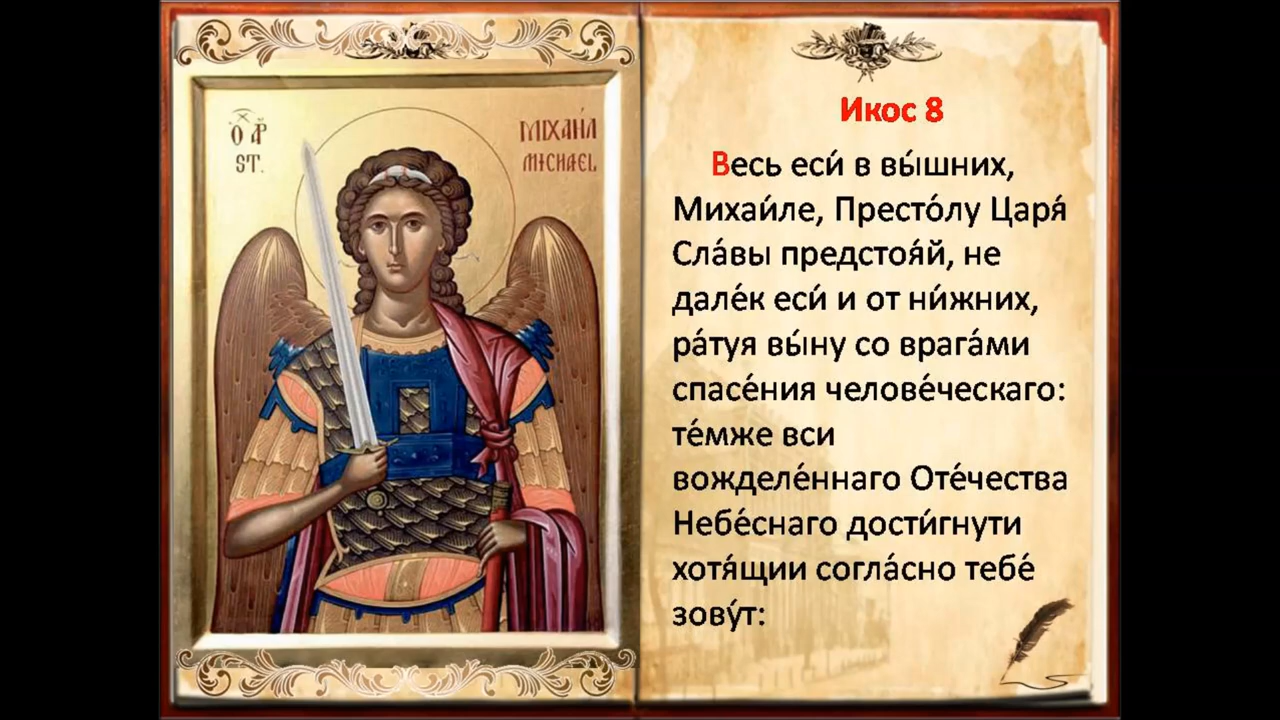 Ο ΑΡ
ST.
МІХАИЛ
MICHAEL
Икос 8
Весь еси́ в вы́шних,
Михаи́ле, Престо́лу Царя́
Сла́вы предстоя́й, не
дале́к еси́ и от ни́жних,
ра́туя вы́ну со врага́ми
спасе́ния челове́ческаго:
те́мже вси
вожделе́ннаго Оте́чества
Небе́снаго дости́гнути
хотя́щии согла́сно тебе́
зову́т: